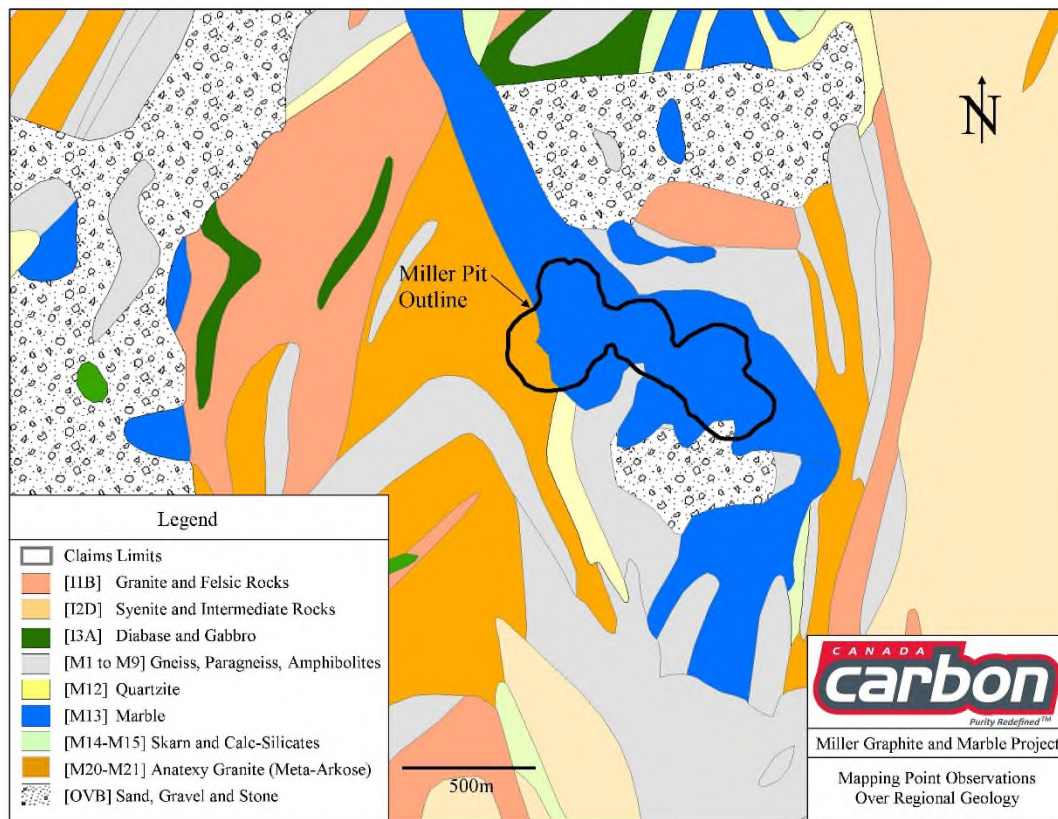 N
Miller Pit
Outline
Legend
Claims Limits
[I1B] Granite and Felsic Rocks
[I2D] Syenite and Intermediate Rocks
[I3A] Diabase and Gabbro
[M1 to M9] Gneiss, Paragneiss, Amphibolites
[M12] Quartzite
[M13] Marble
[M14-M15] Skarn and Calc-Silicates
[M20-M21] Anatexy Granite (Meta-Arkose)
[OVB] Sand, Gravel and Stone
500m
CANADA
carbon
Purity Redefined™
Miller Graphite and Marble Project
Mapping Point Observations
Over Regional Geology